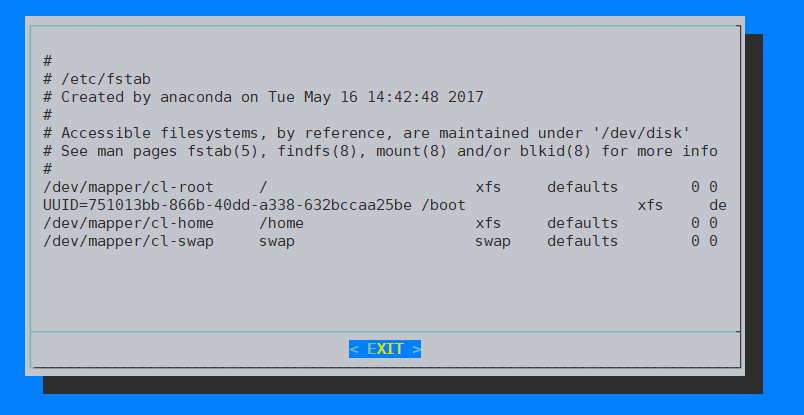 #
# /etc/fstab
# Created by anaconda on Tue May 16 14:42:48 2017
#
# Accessible filesystems, by reference, are maintained under '/dev/disk'
# See man pages fstab(5), findfs(8), mount(8) and/or blkid(8) for more info
#
/dev/mapper/cl-root     /                       xfs     defaults        0 0
UUID=751013bb-866b-40dd-a338-632bccaa25be /boot                         xfs     de
/dev/mapper/cl-home     /home                   xfs     defaults        0 0
/dev/mapper/cl-swap     swap                    swap    defaults        0 0
< EXIT >